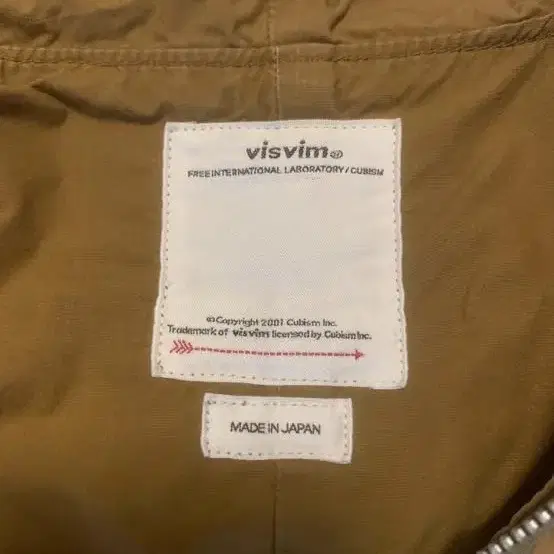 visvim®
FREE INTERNATIONAL LABORATORY / CUBISM
©Copyright 2001 Cubism Inc.
Trademark of visvim licensed by Cubism Inc.
MADE IN JAPAN